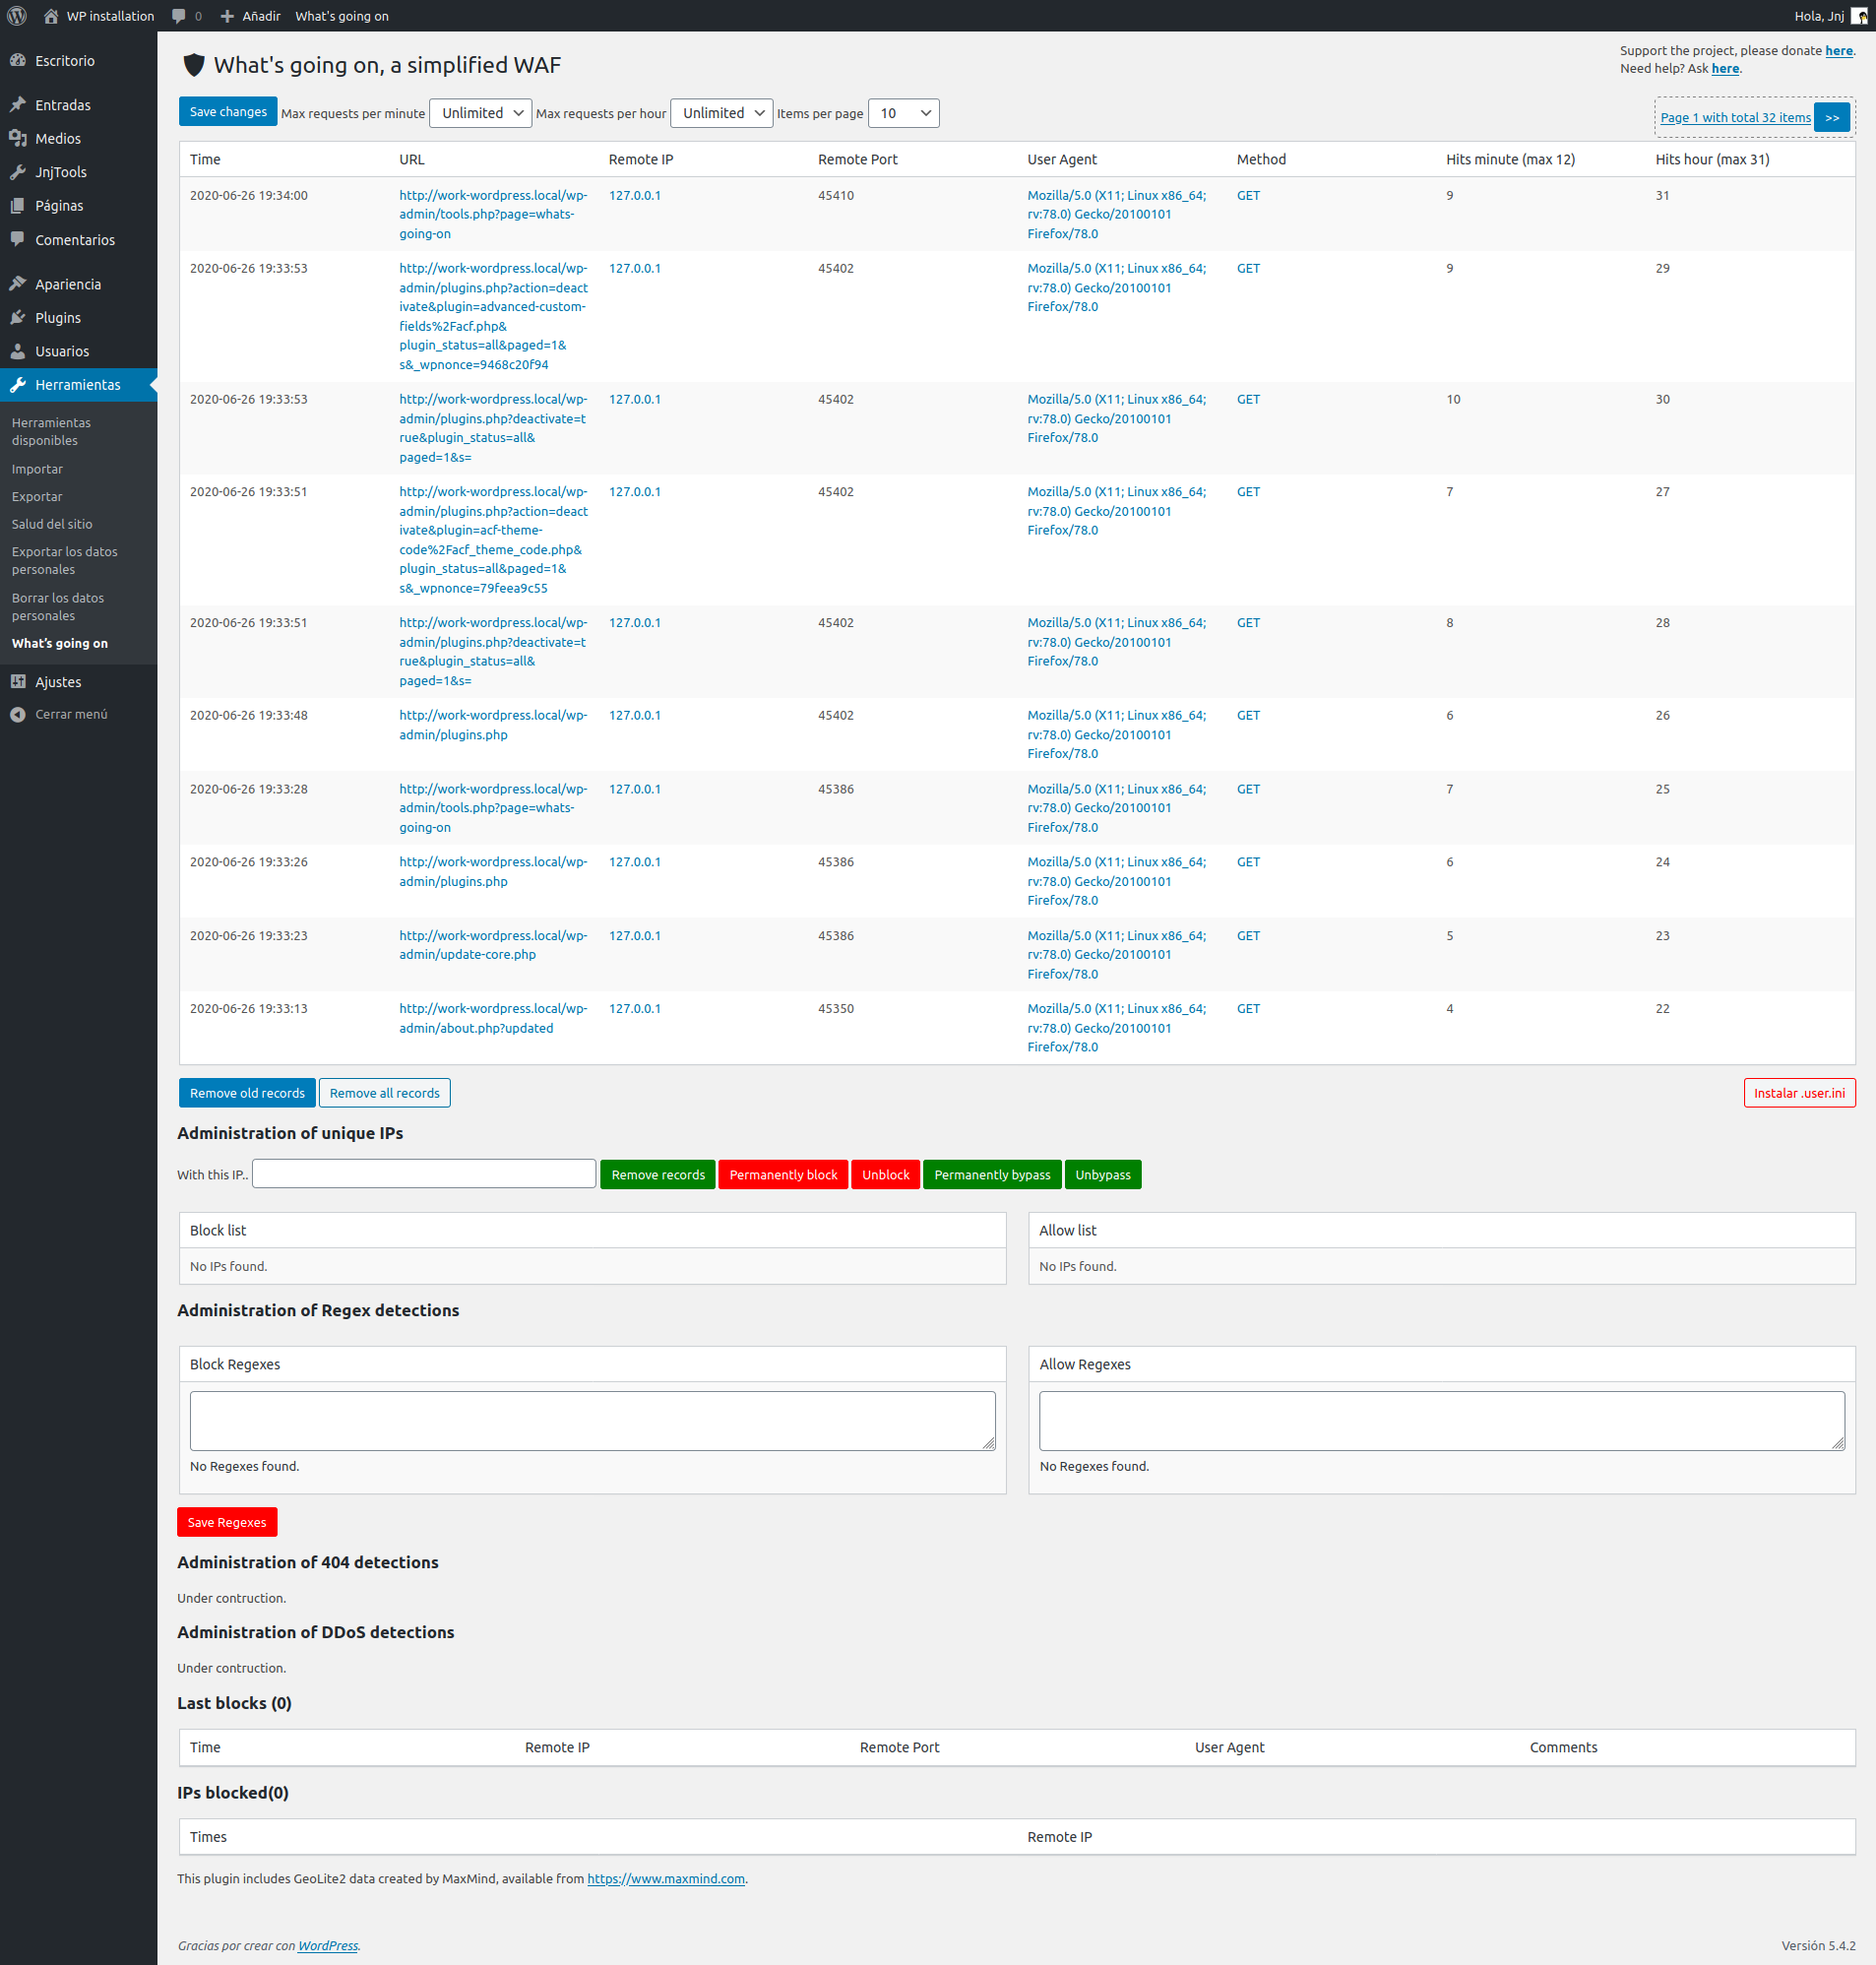 WP installation 0 Añadir What's going on Hola, Jnj
Escritorio
Entradas
Medios
JnjTools
Páginas
Comentarios
Apariencia
Plugins
Usuarios
Herramientas
Herramientas
disponibles
Importar
Exportar
Salud del sitio
Exportar los datos
personales
Borrar los datos
personales
What's going on
Ajustes
Cerrar menú
What's going on, a simplified WAF
Support the project, please donate here.
Need help? Ask here.
Save changes Max requests per minute Unlimited Max requests per hour Unlimited Items per page 10
Page 1 with total 32 items >>
Time URL Remote IP Remote Port User Agent Method Hits minute (max 12) Hits hour (max 31)
2020-06-26 19:34:00 http://work-wordpress.local/wp- 127.0.0.1 45410 Mozilla/5.0 (X11; Linux x86_64; GET 9 31
admin/tools.php?page=whats- rv:78.0) Gecko/20100101
going-on Firefox/78.0
2020-06-26 19:33:53 http://work-wordpress.local/wp- 127.0.0.1 45402 Mozilla/5.0 (X11; Linux x86_64; GET 9 29
admin/plugins.php?action=deact rv:78.0) Gecko/20100101
ivate&plugin=advanced-custom- Firefox/78.0
fields%2Facf.php&
plugin_status=all&paged=1&
s&_wpnonce=9468c20f94
2020-06-26 19:33:53 http://work-wordpress.local/wp- 127.0.0.1 45402 Mozilla/5.0 (X11; Linux x86_64; GET 10 30
admin/plugins.php?deactivate=t rv:78.0) Gecko/20100101
rue&plugin_status=all& Firefox/78.0
paged=1&s=
2020-06-26 19:33:51 http://work-wordpress.local/wp- 127.0.0.1 45402 Mozilla/5.0 (X11; Linux x86_64; GET 7 27
admin/plugins.php?action=deact rv:78.0) Gecko/20100101
ivate&plugin=acf-theme- Firefox/78.0
code%2Facf_theme_code.php&
plugin_status=all&paged=1&
s&_wpnonce=79feea9c55
2020-06-26 19:33:51 http://work-wordpress.local/wp- 127.0.0.1 45402 Mozilla/5.0 (X11; Linux x86_64; GET 8 28
admin/plugins.php?deactivate=t rv:78.0) Gecko/20100101
rue&plugin_status=all& Firefox/78.0
paged=1&s=
2020-06-26 19:33:48 http://work-wordpress.local/wp- 127.0.0.1 45402 Mozilla/5.0 (X11; Linux x86_64; GET 6 26
admin/plugins.php rv:78.0) Gecko/20100101
Firefox/78.0
2020-06-26 19:33:28 http://work-wordpress.local/wp- 127.0.0.1 45386 Mozilla/5.0 (X11; Linux x86_64; GET 7 25
admin/tools.php?page=whats- rv:78.0) Gecko/20100101
going-on Firefox/78.0
2020-06-26 19:33:26 http://work-wordpress.local/wp- 127.0.0.1 45386 Mozilla/5.0 (X11; Linux x86_64; GET 6 24
admin/plugins.php rv:78.0) Gecko/20100101
Firefox/78.0
2020-06-26 19:33:23 http://work-wordpress.local/wp- 127.0.0.1 45386 Mozilla/5.0 (X11; Linux x86_64; GET 5 23
admin/update-core.php rv:78.0) Gecko/20100101
Firefox/78.0
2020-06-26 19:33:13 http://work-wordpress.local/wp- 127.0.0.1 45350 Mozilla/5.0 (X11; Linux x86_64; GET 4 22
admin/about.php?updated rv:78.0) Gecko/20100101
Firefox/78.0
Remove old records Remove all records Instalar .user.ini
Administration of unique IPs
With this IP.. Remove records Permanently block Unblock Permanently bypass Unbypass
Block list Allow list
No IPs found. No IPs found.
Administration of Regex detections
Block Regexes Allow Regexes
No Regexes found. No Regexes found.
Save Regexes
Administration of 404 detections
Under contruction.
Administration of DDoS detections
Under contruction.
Last blocks (0)
Time Remote IP Remote Port User Agent Comments
IPs blocked(0)
Times Remote IP
This plugin includes GeoLite2 data created by MaxMind, available from https://www.maxmind.com.
Gracias por crear con WordPress. Versión 5.4.2